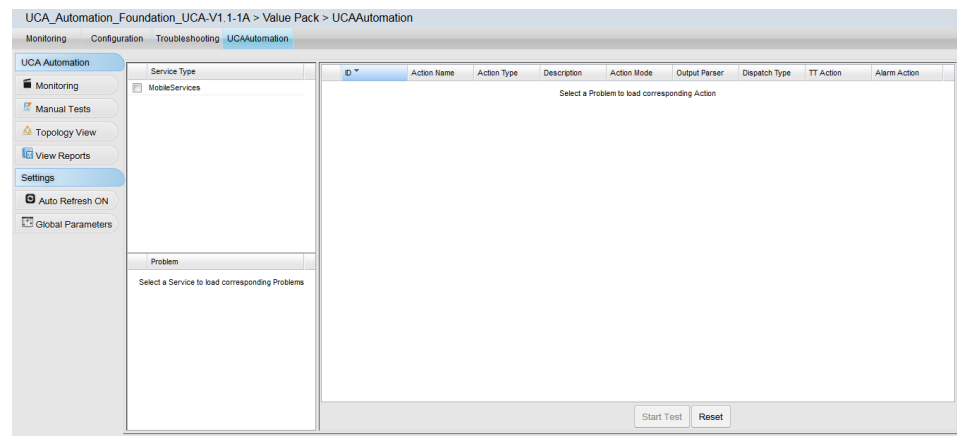 UCA_Automation_Foundation_UCA-V1.1-1A > Value Pack > UCAAutomation
Monitoring Configuration Troubleshooting UCAAutomation
UCA Automation
Monitoring
Manual Tests
Topology View
View Reports
Settings
Auto Refresh ON
Global Parameters
Service Type
MobileServices
Problem
Select a Service to load corresponding Problems
ID Action Name Action Type Description Action Mode Output Parser Dispatch Type TT Action Alarm Action
Select a Problem to load corresponding Action
Start Test Reset